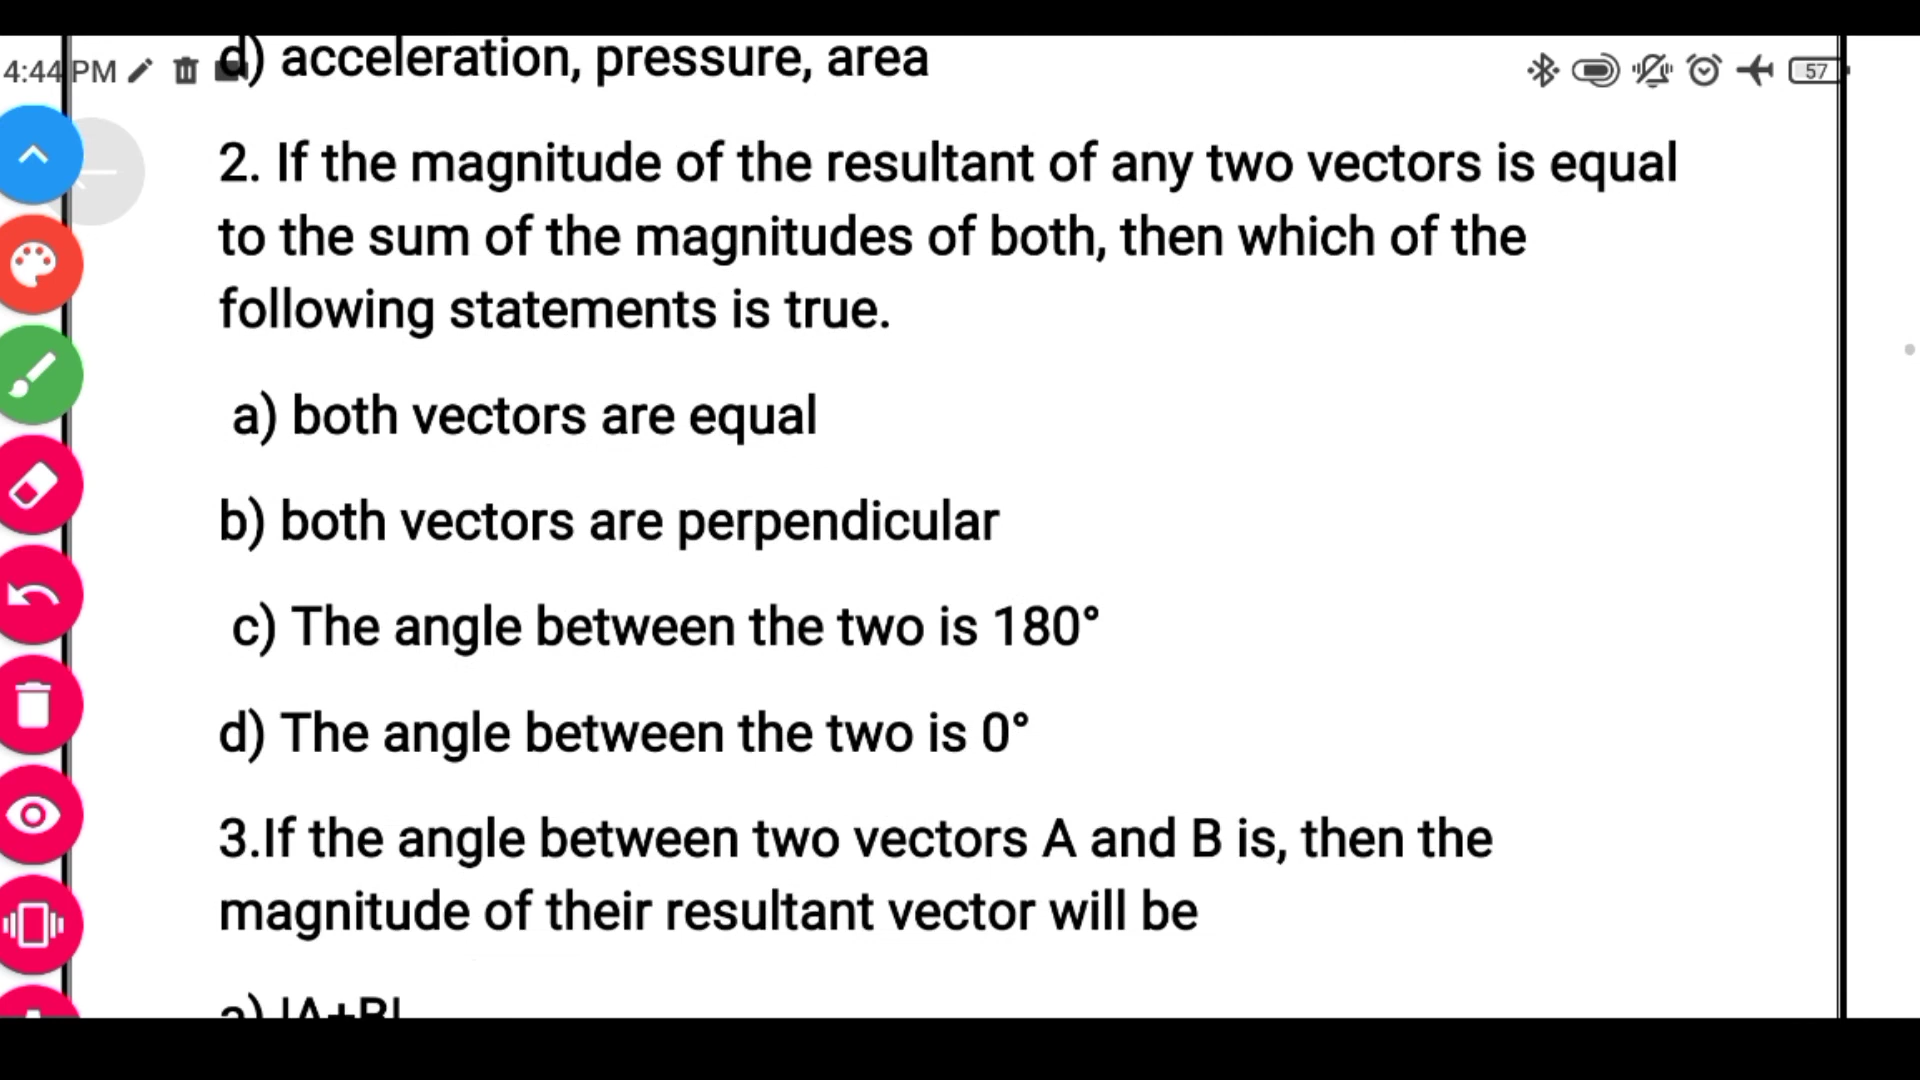 d) acceleration, pressure, area
4:44 PM
57
2. If the magnitude of the resultant of any two vectors is equal
to the sum of the magnitudes of both, then which of the
following statements is true.
a) both vectors are equal
b) both vectors are perpendicular
c) The angle between the two is 180°
d) The angle between the two is 0°
3.If the angle between two vectors A and B is, then the
magnitude of their resultant vector will be
a) |A+B|